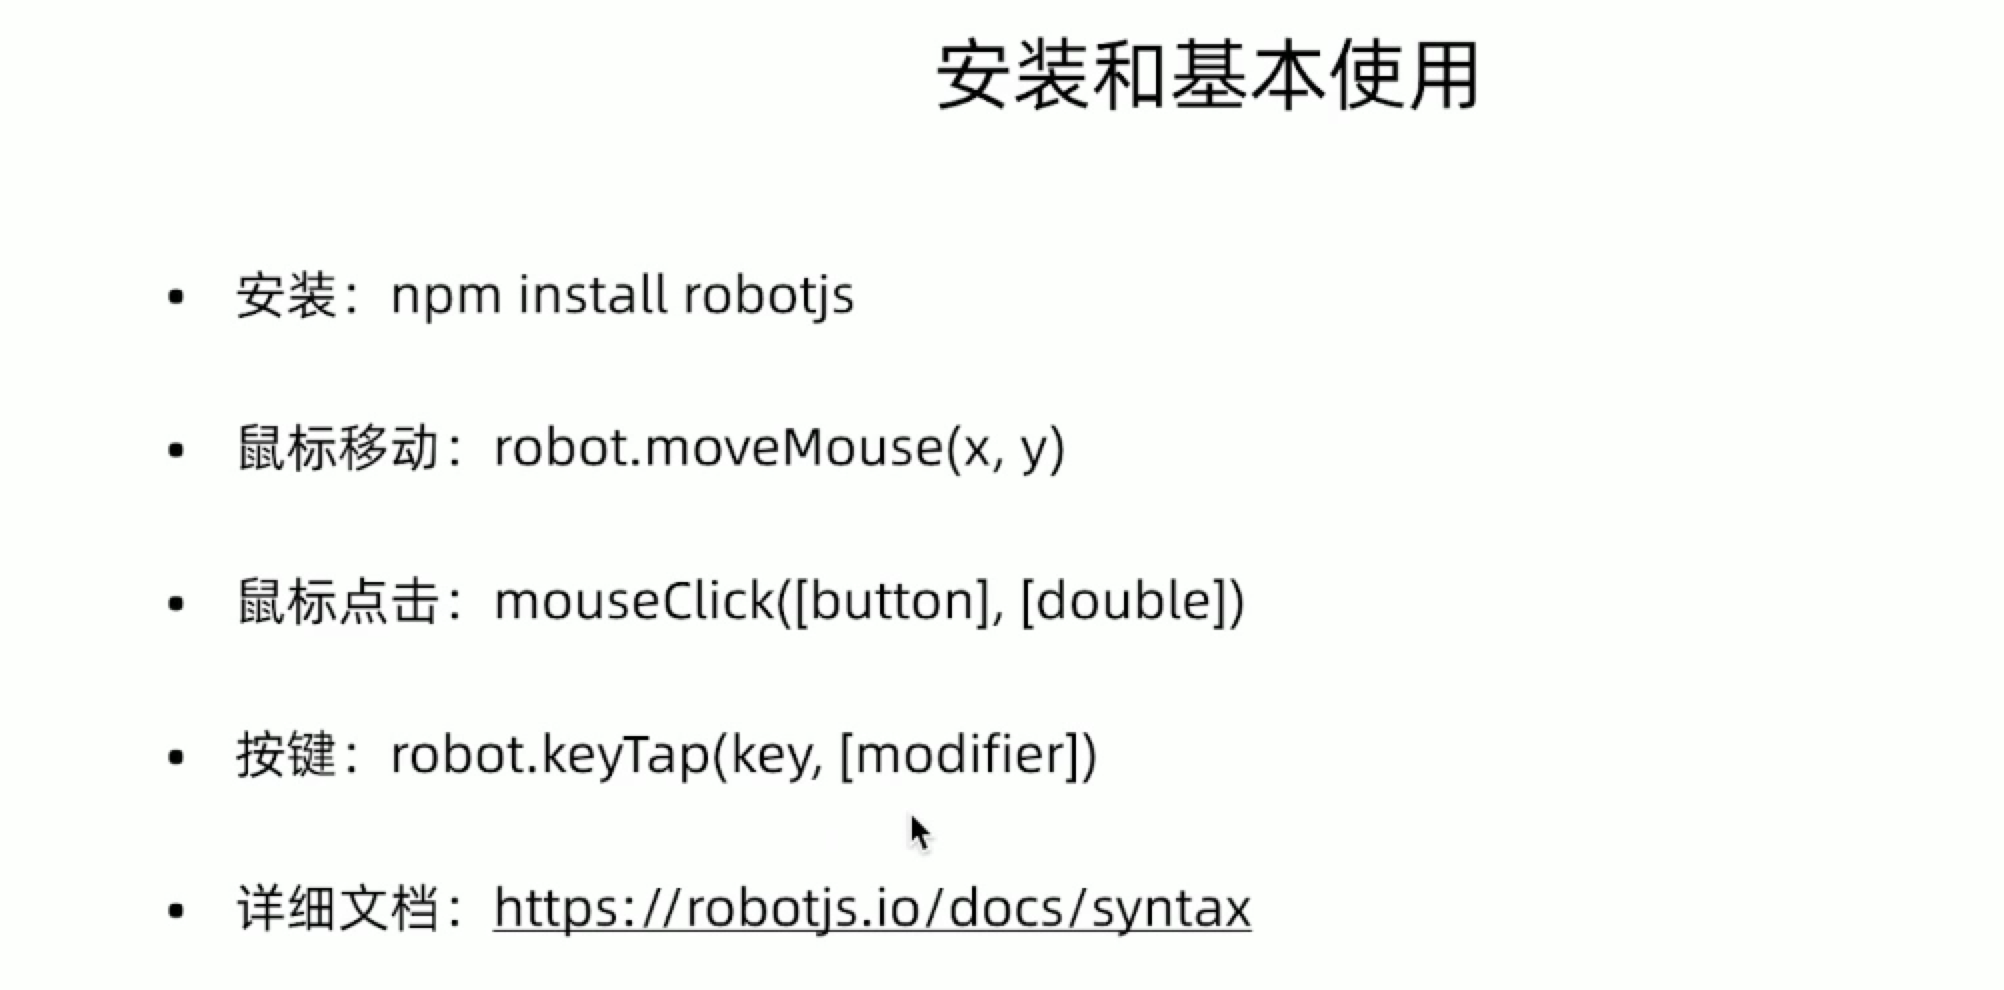 安装和基本使用
• 安装：npm install robotjs
• 鼠标移动：robot.moveMouse(x, y)
• 鼠标点击：mouseClick([button], [double])
• 按键：robot.keyTap(key, [modifier])
• 详细文档：https://robotjs.io/docs/syntax